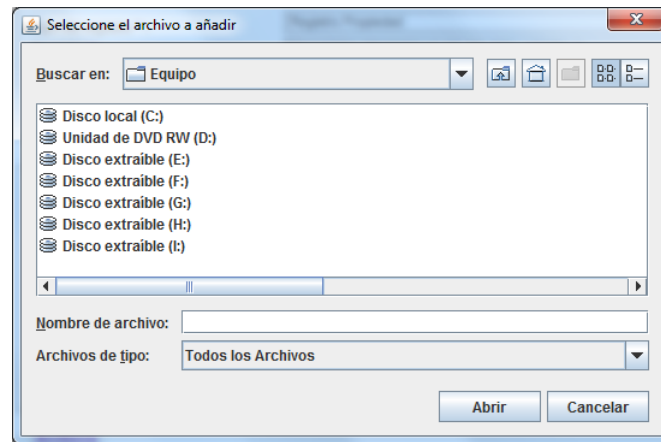 Seleccione el archivo a añadir
Buscar en: Equipo
Disco local (C:)
Unidad de DVD RW (D:)
Disco extraíble (E:)
Disco extraíble (F:)
Disco extraíble (G:)
Disco extraíble (H:)
Disco extraíble (I:)
Nombre de archivo:
Archivos de tipo: Todos los Archivos
Abrir Cancelar